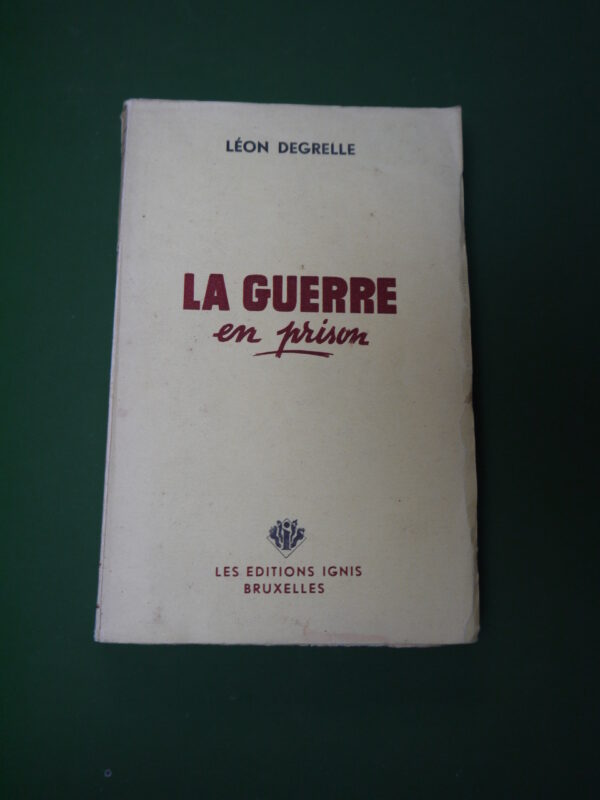 LÉON DEGRELLE
LA GUERRE
en prison
LES EDITIONS IGNIS
BRUXELLES